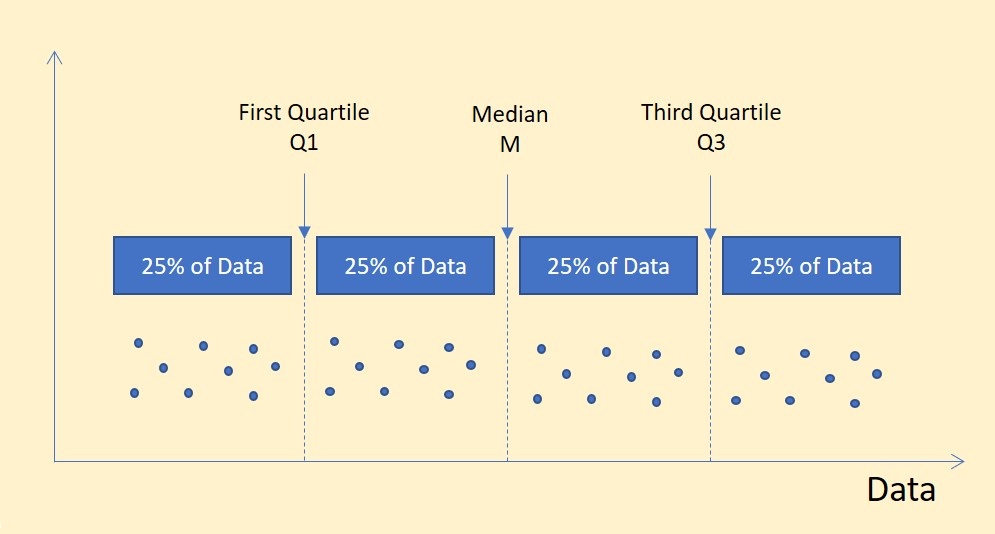 First Quartile
Q1
Median
M
Third Quartile
Q3
25% of Data
25% of Data
25% of Data
25% of Data
Data